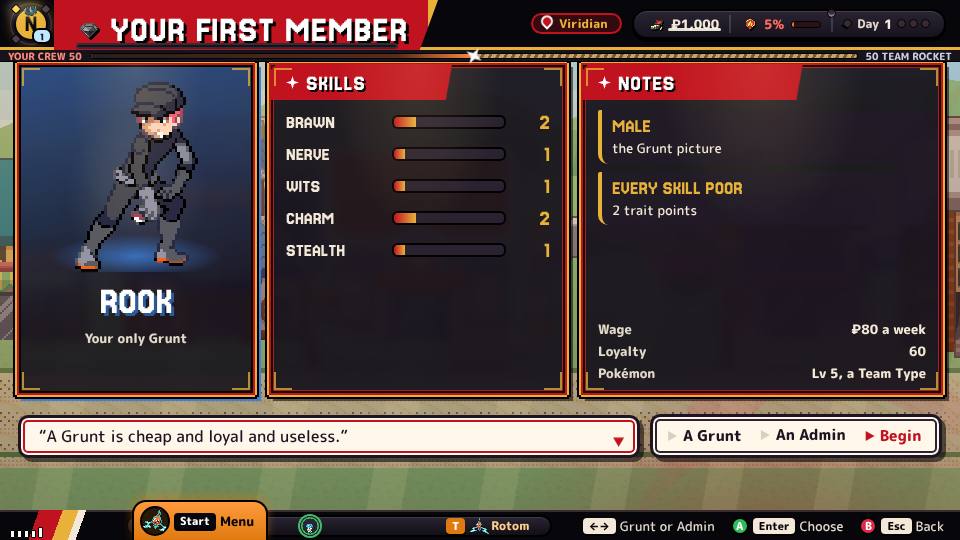 N
1
YOUR FIRST MEMBER
Viridian
₽1,000
5%
Day 1
YOUR CREW 50
50 TEAM ROCKET
ROOK
Your only Grunt
SKILLS
BRAWN 2
NERVE 1
WITS 1
CHARM 2
STEALTH 1
NOTES
MALE
the Grunt picture
EVERY SKILL POOR
2 trait points
Wage ₽80 a week
Loyalty 60
Pokémon Lv 5, a Team Type
“A Grunt is cheap and loyal and useless.”
A Grunt An Admin Begin
Start Menu
T Rotom
←→ Grunt or Admin
A Enter Choose
B Esc Back